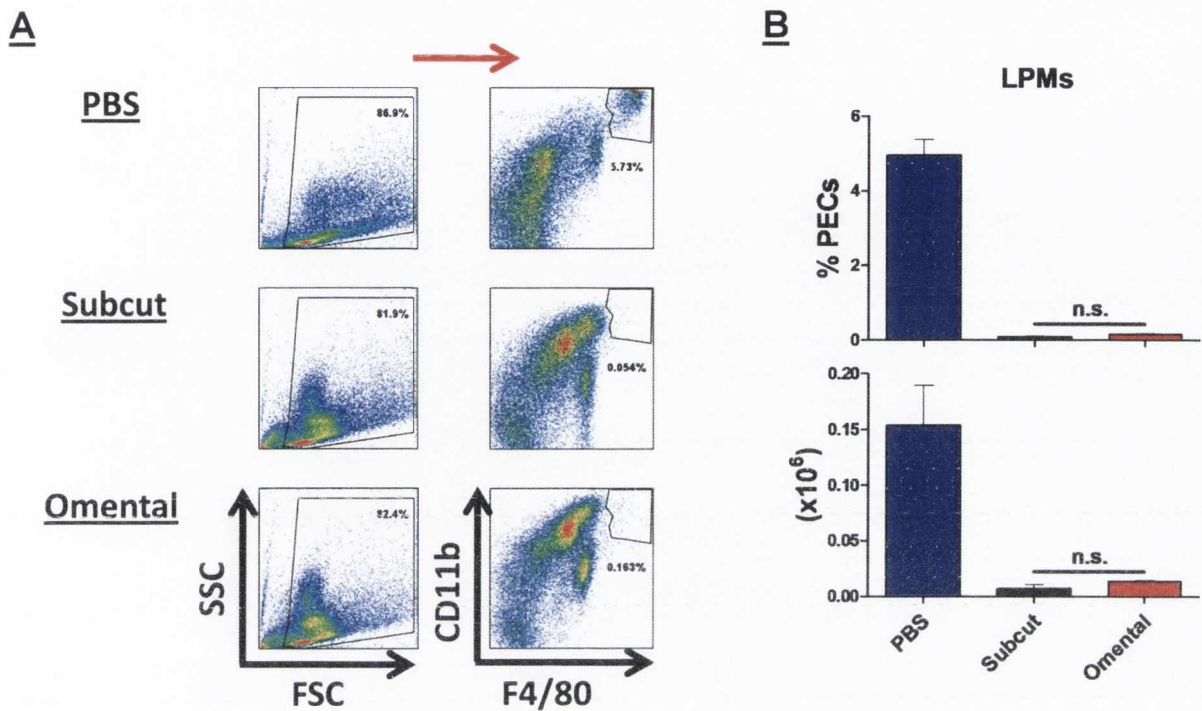 A
PBS
86.9%
5.73%
Subcut
81.9%
0.054%
Omental
82.4%
0.163%
SSC
FSC
CD11b
F4/80
B
LPMs
% PECs
6
4
2
0
n.s.
(x10⁶)
0.20
0.15
0.10
0.05
0.00
n.s.
PBS
Subcut
Omental